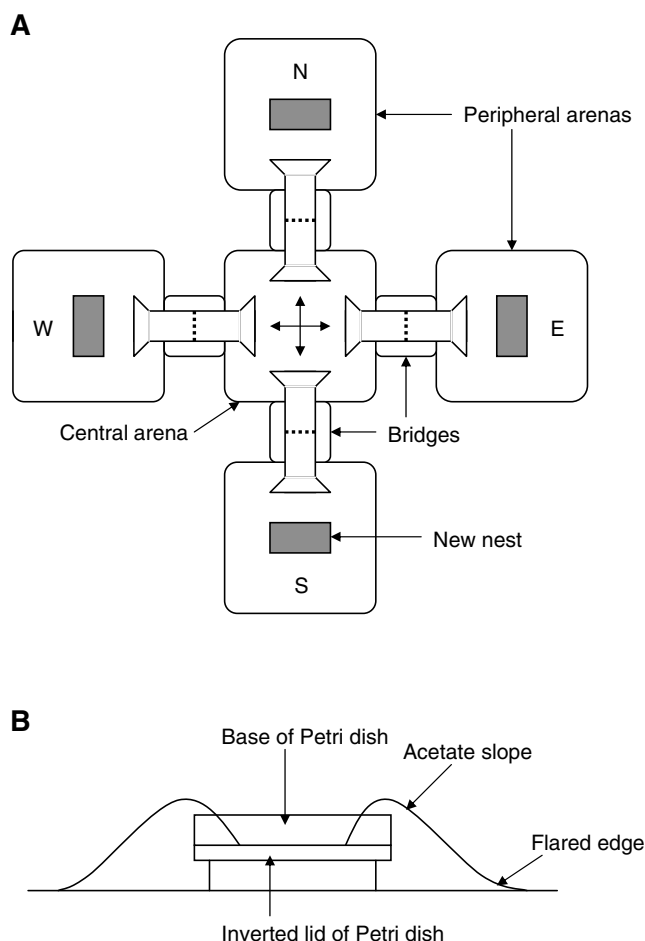 A
N
Peripheral arenas
W
E
Central arena
Bridges
New nest
S
B
Base of Petri dish
Acetate slope
Flared edge
Inverted lid of Petri dish